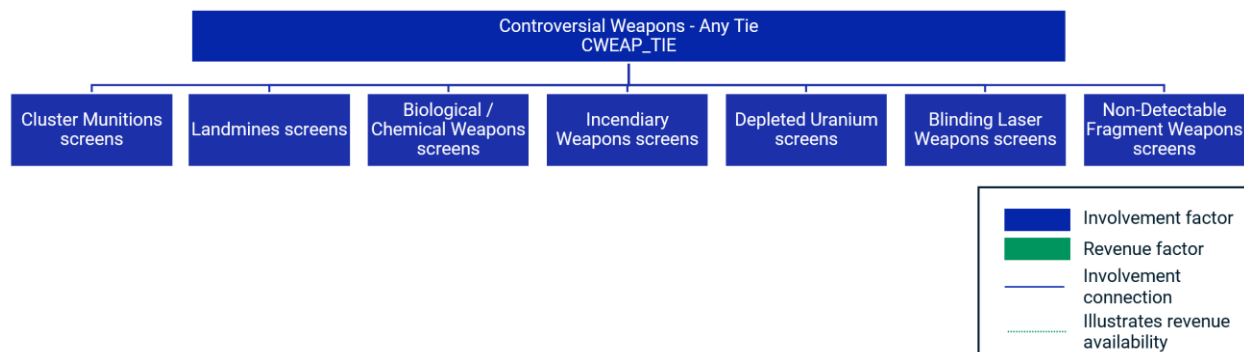 Controversial Weapons - Any Tie
CWEAP_TIE
Cluster Munitions
screens
Landmines screens
Biological /
Chemical Weapons
screens
Incendiary
Weapons screens
Depleted Uranium
screens
Blinding Laser
Weapons screens
Non-Detectable
Fragment Weapons
screens
Involvement factor
Revenue factor
Involvement
connection
Illustrates revenue
availability